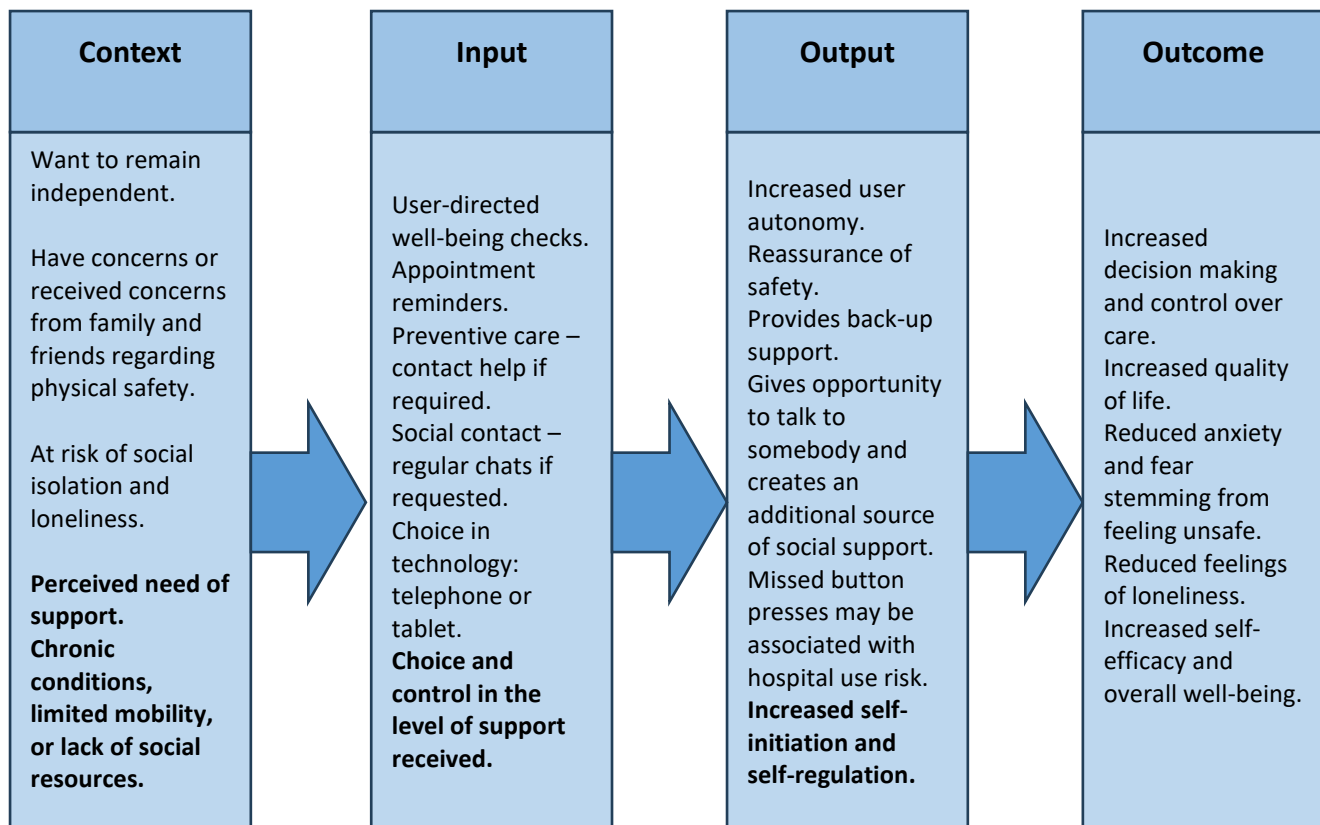 Context
Want to remain
independent.
Have concerns or
received concerns
from family and
friends regarding
physical safety.
At risk of social
isolation and
loneliness.
Perceived need of
support.
Chronic
conditions,
limited mobility,
or lack of social
resources.
Input
User-directed
well-being checks.
Appointment
reminders.
Preventive care –
contact help if
required.
Social contact –
regular chats if
requested.
Choice in
technology:
telephone or
tablet.
Choice and
control in the
level of support
received.
Output
Increased user
autonomy.
Reassurance of
safety.
Provides back-up
support.
Gives opportunity
to talk to
somebody and
creates an
additional source
of social support.
Missed button
presses may be
associated with
hospital use risk.
Increased self-
initiation and
self-regulation.
Outcome
Increased
decision making
and control over
care.
Increased quality
of life.
Reduced anxiety
and fear
stemming from
feeling unsafe.
Reduced feelings
of loneliness.
Increased self-
efficacy and
overall well-being.